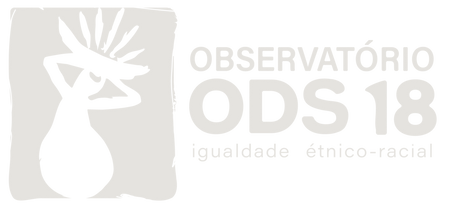 OBSERVATÓRIO
ODS 18
igualdade étnico-racial